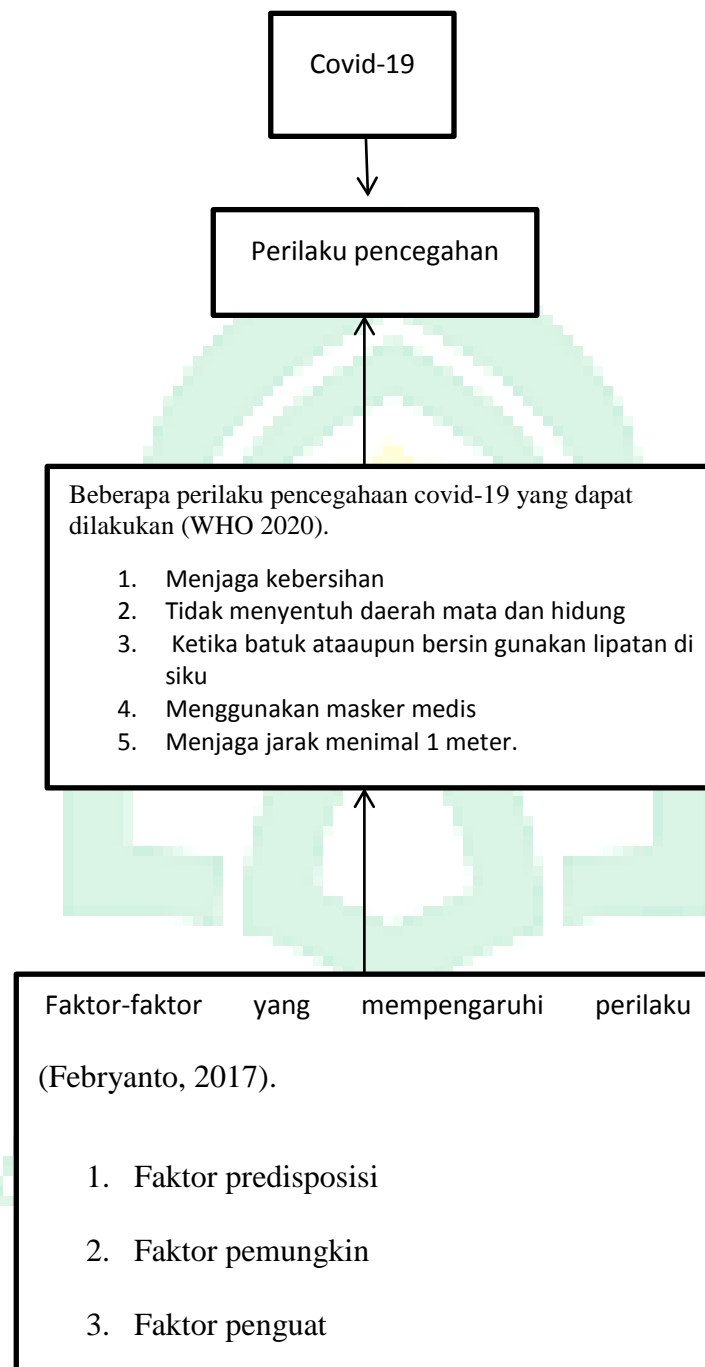 Covid-19
Perilaku pencegahan
Beberapa perilaku pencegahaan covid-19 yang dapat
dilakukan (WHO 2020).
1. Menjaga kebersihan
2. Tidak menyentuh daerah mata dan hidung
3. Ketika batuk ataaupun bersin gunakan lipatan di
siku
4. Menggunakan masker medis
5. Menjaga jarak menimal 1 meter.
Faktor-faktor yang mempengaruhi perilaku
(Febryanto, 2017).
1. Faktor predisposisi
2. Faktor pemungkin
3. Faktor penguat